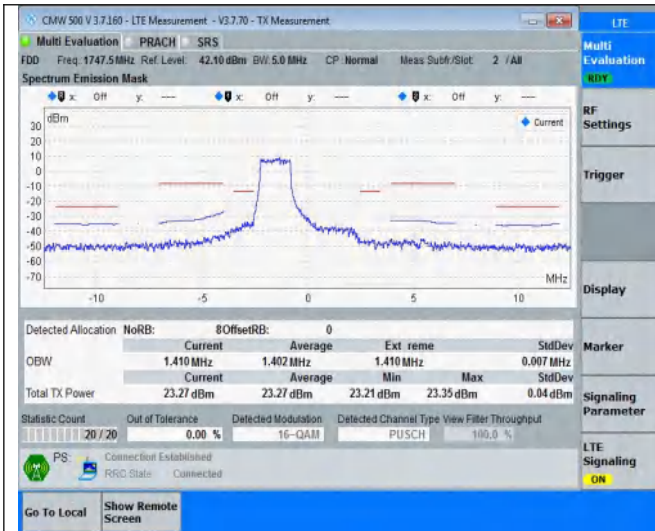 CMW 500 V 3.7.160 - LTE Measurement - V3.7.70 - TX Measurement
LTE
Multi Evaluation PRACH SRS
Multi Evaluation
RDY
FDD Freq: 1747.5 MHz Ref. Level: 42.10 dBm BW: 5.0 MHz CP: Normal Meas Subfr./Slot: 2 / All
Spectrum Emission Mask
x: Off y: --- x: Off y: --- x: Off y: ---
RF Settings
dBm
Current
30
20
10
0
-10
-20
-30
-40
-50
-60
-70
MHz
-10 -5 0 5 10
Trigger
Display
Detected Allocation NoRB: 8 OffsetRB: 0
Current Average Ext reme StdDev
OBW 1.410 MHz 1.402 MHz 1.410 MHz 0.007 MHz
Current Average Min Max StdDev
Total TX Power 23.27 dBm 23.27 dBm 23.21 dBm 23.35 dBm 0.04 dBm
Marker
Signaling Parameter
Statistic Count Out of Tolerance Detected Modulation Detected Channel Type View Filter Throughput
20 / 20 0.00 % 16-QAM PUSCH 100.0 %
PS: Connection Established
RRC State: Connected
LTE Signaling
ON
Go To Local
Show Remote Screen